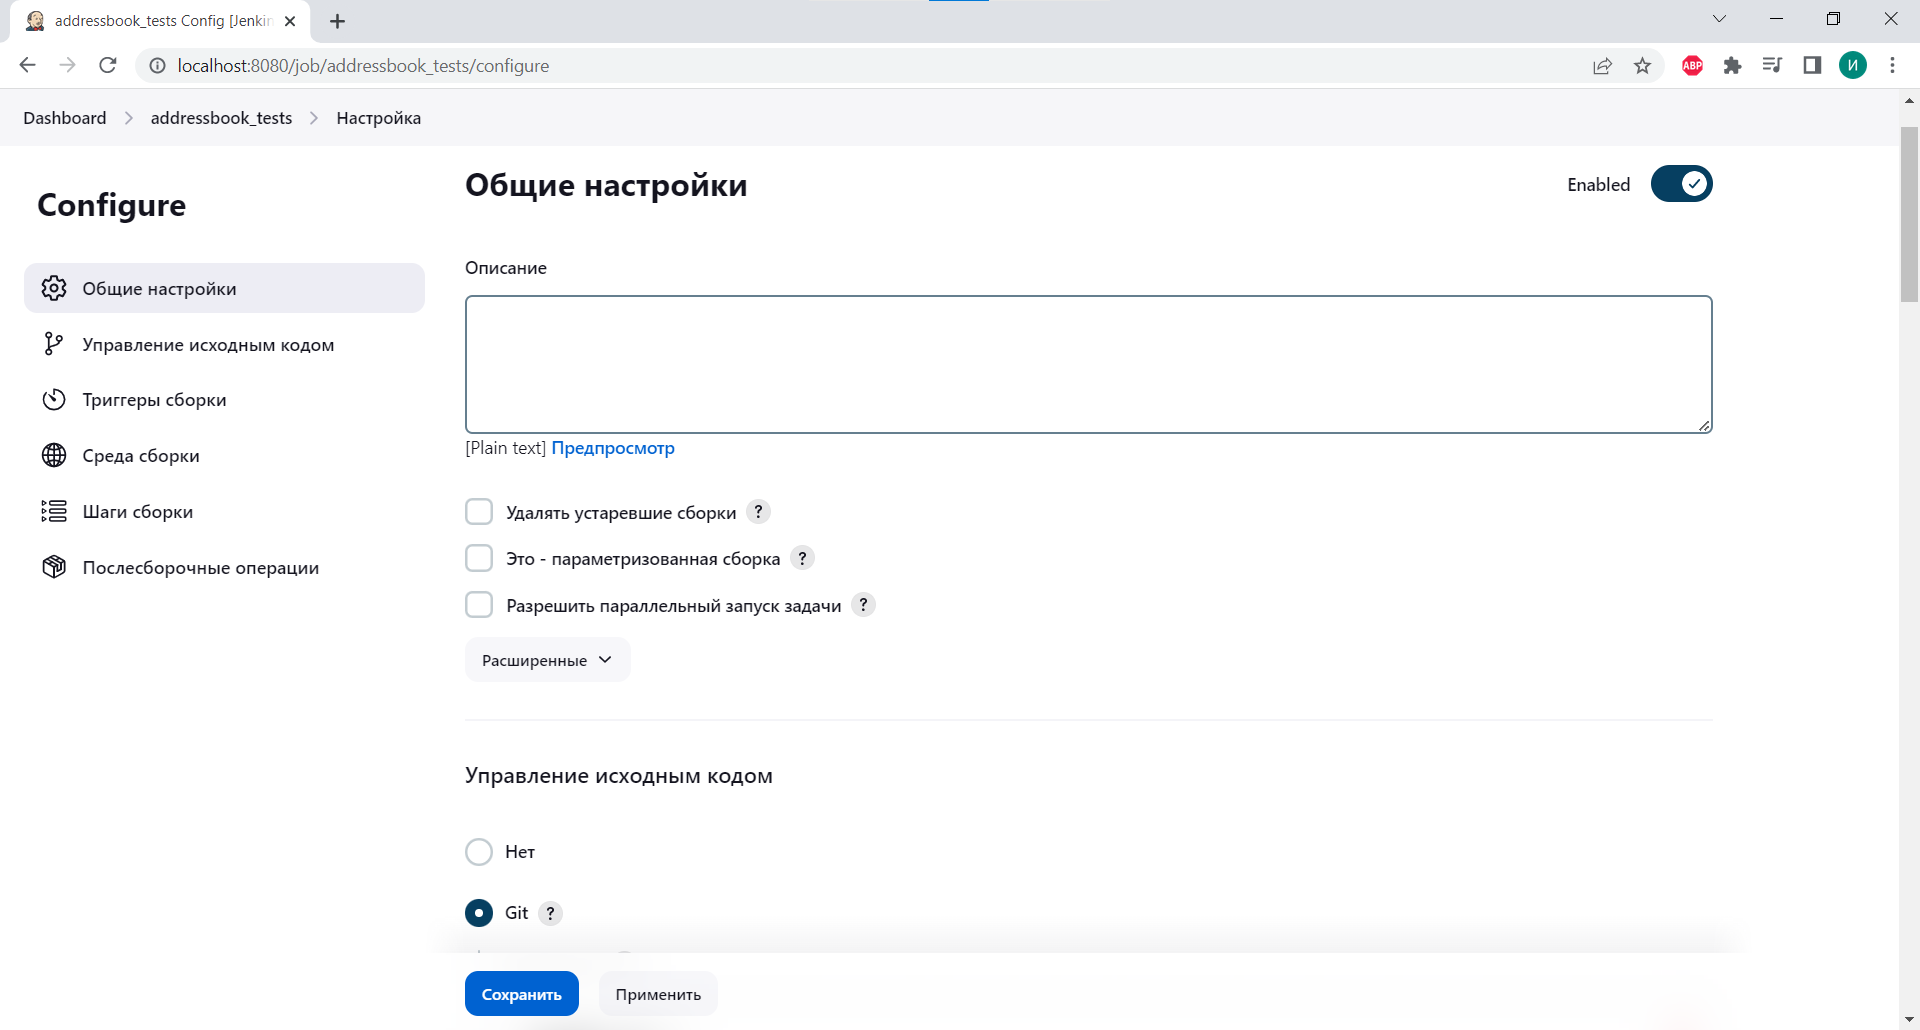 addressbook_tests Config [Jenkin
localhost:8080/job/addressbook_tests/configure
ABP
И
Dashboard addressbook_tests Настройка
Configure
Общие настройки
Управление исходным кодом
Триггеры сборки
Среда сборки
Шаги сборки
Послесборочные операции
Общие настройки
Enabled
Описание
[Plain text] Предпросмотр
Удалять устаревшие сборки ?
Это - параметризованная сборка ?
Разрешить параллельный запуск задачи ?
Расширенные
Управление исходным кодом
Нет
Git ?
Сохранить Применить